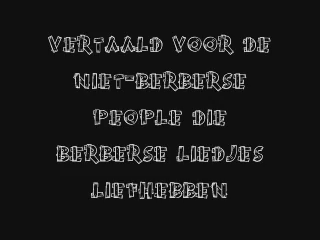 VERTAALD VOOR DE
NIET-BERBERSE
PEOPLE DIE
BERBERSE LIEDJES
LIEFHEBBEN